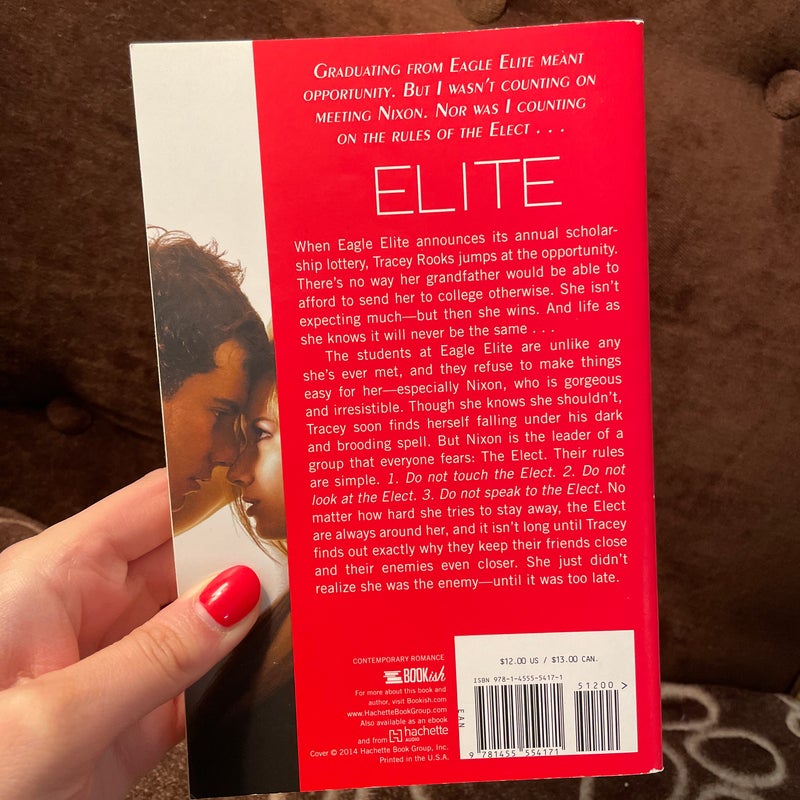 GRADUATING FROM EAGLE ELITE MEANT
OPPORTUNITY. BUT I WASN'T COUNTING ON
MEETING NIXON. NOR WAS I COUNTING
ON THE RULES OF THE ELECT . . .
ELITE
When Eagle Elite announces its annual scholar-
ship lottery, Tracey Rooks jumps at the opportunity.
There's no way her grandfather would be able to
afford to send her to college otherwise. She isn't
expecting much—but then she wins. And life as
she knows it will never be the same . . .
The students at Eagle Elite are unlike any
she's ever met, and they refuse to make things
easy for her—especially Nixon, who is gorgeous
and irresistible. Though she knows she shouldn't,
Tracey soon finds herself falling under his dark
and brooding spell. But Nixon is the leader of a
group that everyone fears: The Elect. Their rules
are simple. 1. Do not touch the Elect. 2. Do not
look at the Elect. 3. Do not speak to the Elect. No
matter how hard she tries to stay away, the Elect
are always around her, and it isn't long until Tracey
finds out exactly why they keep their friends close
and their enemies even closer. She just didn't
realize she was the enemy—until it was too late.
CONTEMPORARY ROMANCE
BOOKish
For more about this book and
author, visit Bookish.com
www.HachetteBookGroup.com
Also available as an ebook
and from hachette
AUDIO
Cover © 2014 Hachette Book Group, Inc.
Printed in the U.S.A.
$12.00 US / $13.00 CAN.
ISBN 978-1-4555-5417-1
51200 >
EAN
9 781455 554171